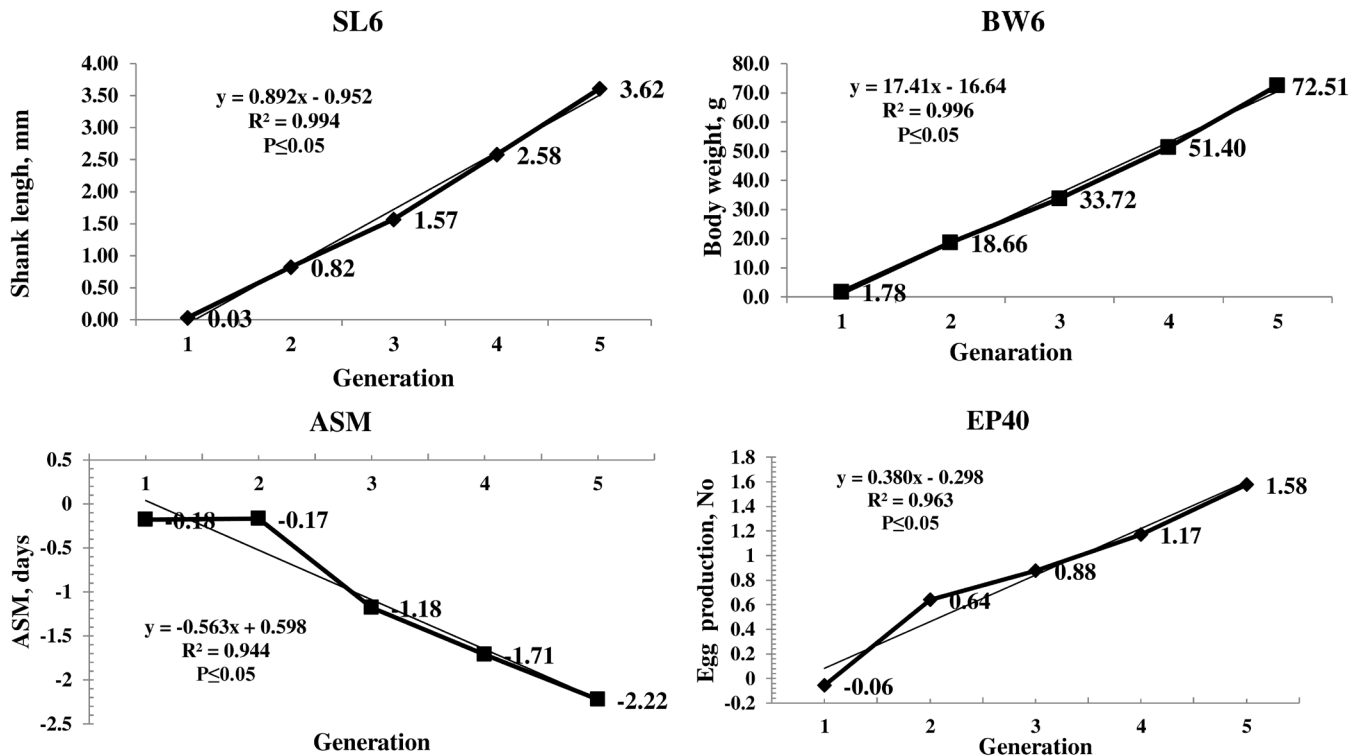 SL6
Shank lengh, mm
4.00
3.50
3.00
2.50
2.00
1.50
1.00
0.50
0.00
y = 0.892x - 0.952
R² = 0.994
P≤0.05
0.03
0.82
1.57
2.58
3.62
1 2 3 4 5
Generation
BW6
Body weight, g
80.0
70.0
60.0
50.0
40.0
30.0
20.0
10.0
0.0
y = 17.41x - 16.64
R² = 0.996
P≤0.05
1.78
18.66
33.72
51.40
72.51
1 2 3 4 5
Genaration
ASM
ASM, days
0.5
0
-0.5
-1
-1.5
-2
-2.5
1 2 3 4 5
-0.18
-0.17
-1.18
-1.71
-2.22
y = -0.563x + 0.598
R² = 0.944
P≤0.05
Generation
EP40
Egg production, No
1.8
1.6
1.4
1.2
1
0.8
0.6
0.4
0.2
0
-0.2
y = 0.380x - 0.298
R² = 0.963
P≤0.05
-0.06
0.64
0.88
1.17
1.58
1 2 3 4 5
Generation